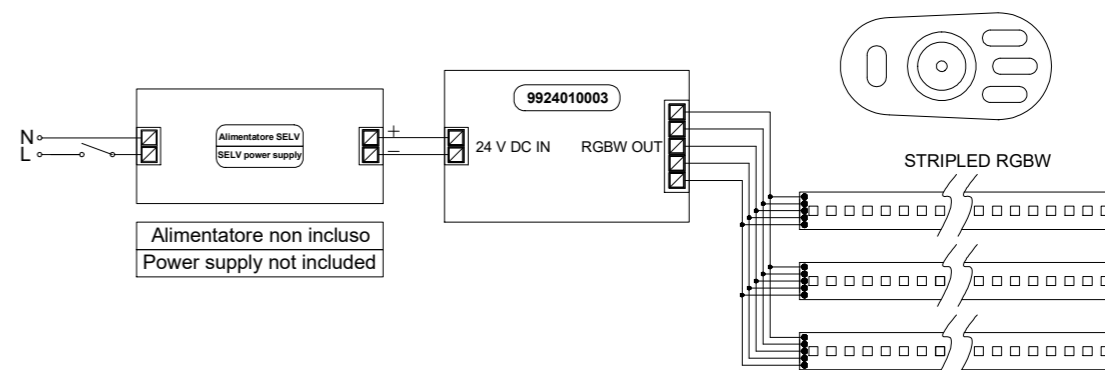 9924010003
N
L
Alimentatore SELV
SELV power supply
+
−
24 V DC IN
RGBW OUT
STRIPLED RGBW
Alimentatore non incluso
Power supply not included